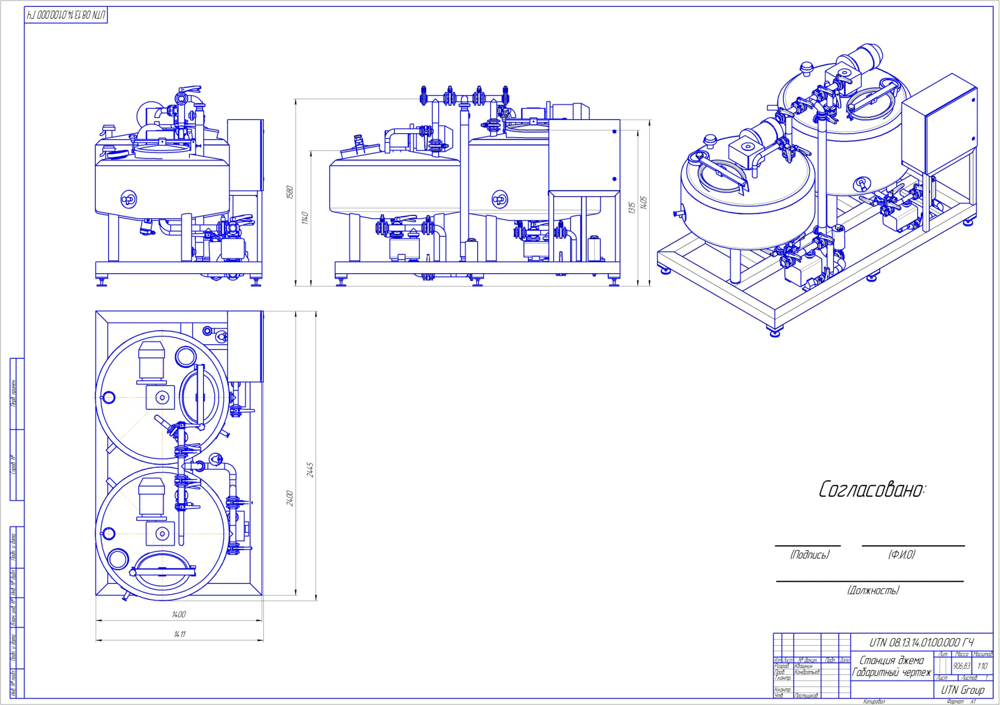 UTN 08.13.14.01.00.000 ГЧ
1580
1140
1315
1405
2400
2445
1400
1411
Перв. примен.
Справ. №
Подп. и дата
Инв. № дубл.
Взам. инв. №
Подп. и дата
Инв. № подл.
Согласовано:
(Подпись) (Ф.И.О)
(Должность)
UTN 08.13.14.01.00.000 ГЧ
Изм. Лист № докум. Подп. Дата
Разраб. Квашнин
Пров. Кондратьев
Т.контр.
Н.контр.
Утв. Пастушков
Станция джема
Габаритный чертеж
Лит. Масса Масштаб
906,83 1:10
Лист Листов 1
UTN Group
Копировал Формат А1